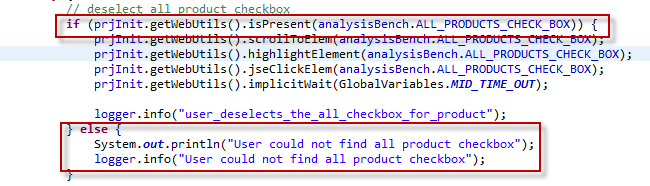 // deselect all product checkbox
if (prjInit.getWebUtils().isPresent(analysisBench.ALL_PRODUCTS_CHECK_BOX)) {
prjInit.getWebUtils().scrollToElem(analysisBench.ALL_PRODUCTS_CHECK_BOX);
prjInit.getWebUtils().highlightElement(analysisBench.ALL_PRODUCTS_CHECK_BOX);
prjInit.getWebUtils().jseClickElem(analysisBench.ALL_PRODUCTS_CHECK_BOX);
prjInit.getWebUtils().implicitWait(GlobalVariables.MID_TIME_OUT);
logger.info("user_deselects_the_all_checkbox_for_product");
} else {
System.out.println("User could not find all product checkbox");
logger.info("User could not find all product checkbox");
}